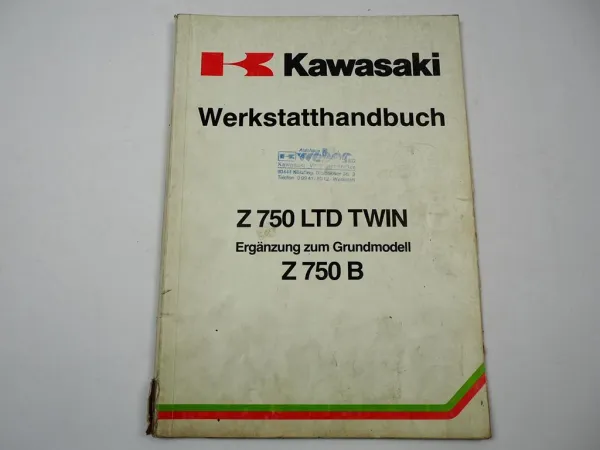 Kawasaki
Werkstatthandbuch
Z 750 LTD TWIN
Ergänzung zum Grundmodell
Z 750 B